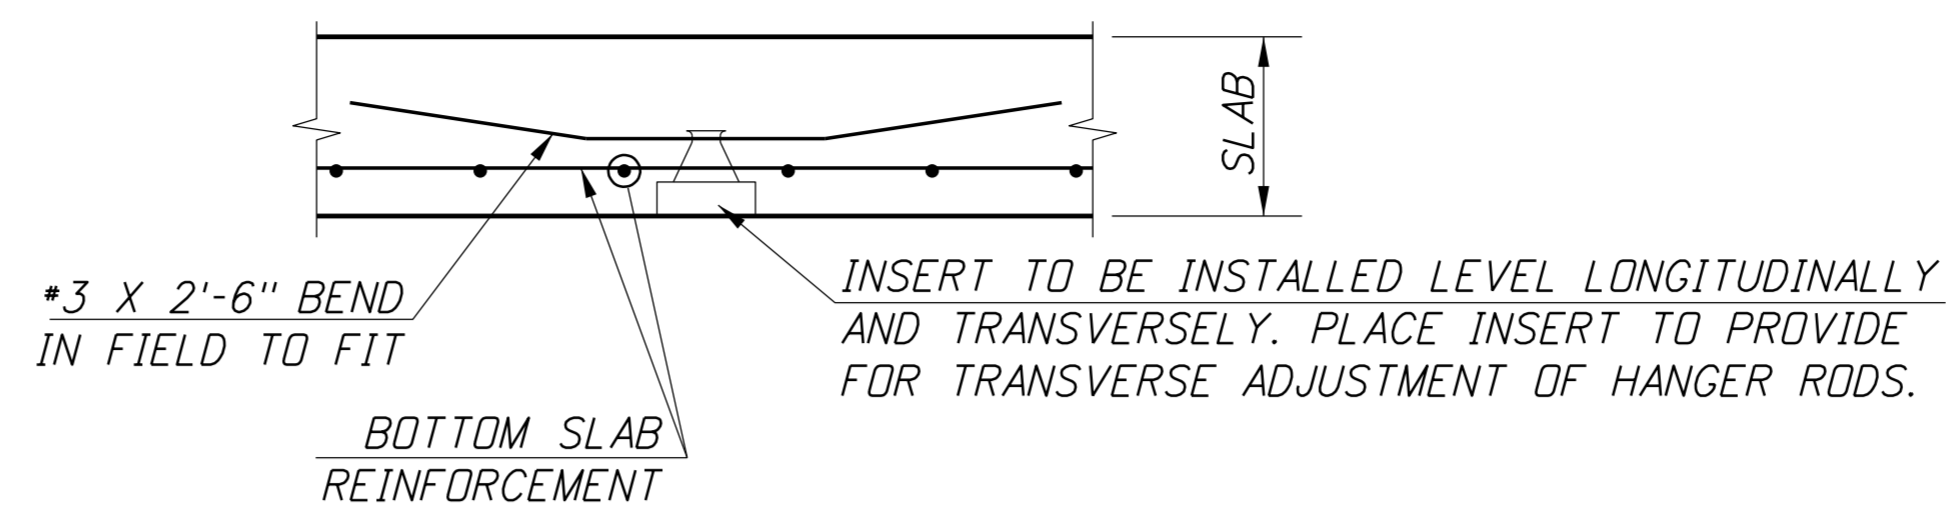 SLAB
#3 X 2'-6" BEND
IN FIELD TO FIT
INSERT TO BE INSTALLED LEVEL LONGITUDINALLY
AND TRANSVERSELY. PLACE INSERT TO PROVIDE
FOR TRANSVERSE ADJUSTMENT OF HANGER RODS.
BOTTOM SLAB
REINFORCEMENT